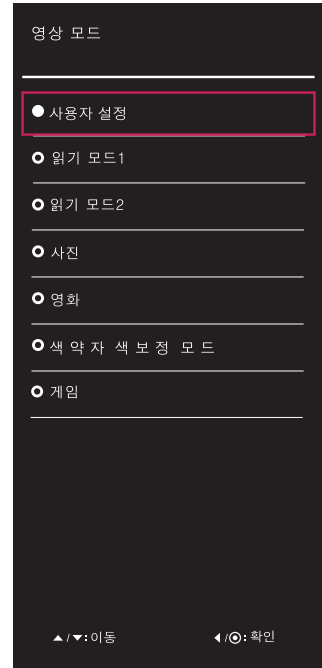 영상 모드
사용자 설정
읽기 모드1
읽기 모드2
사진
영화
색 약 자 색 보 정 모 드
게임
▲/▼:이동 ◀/◉:확인